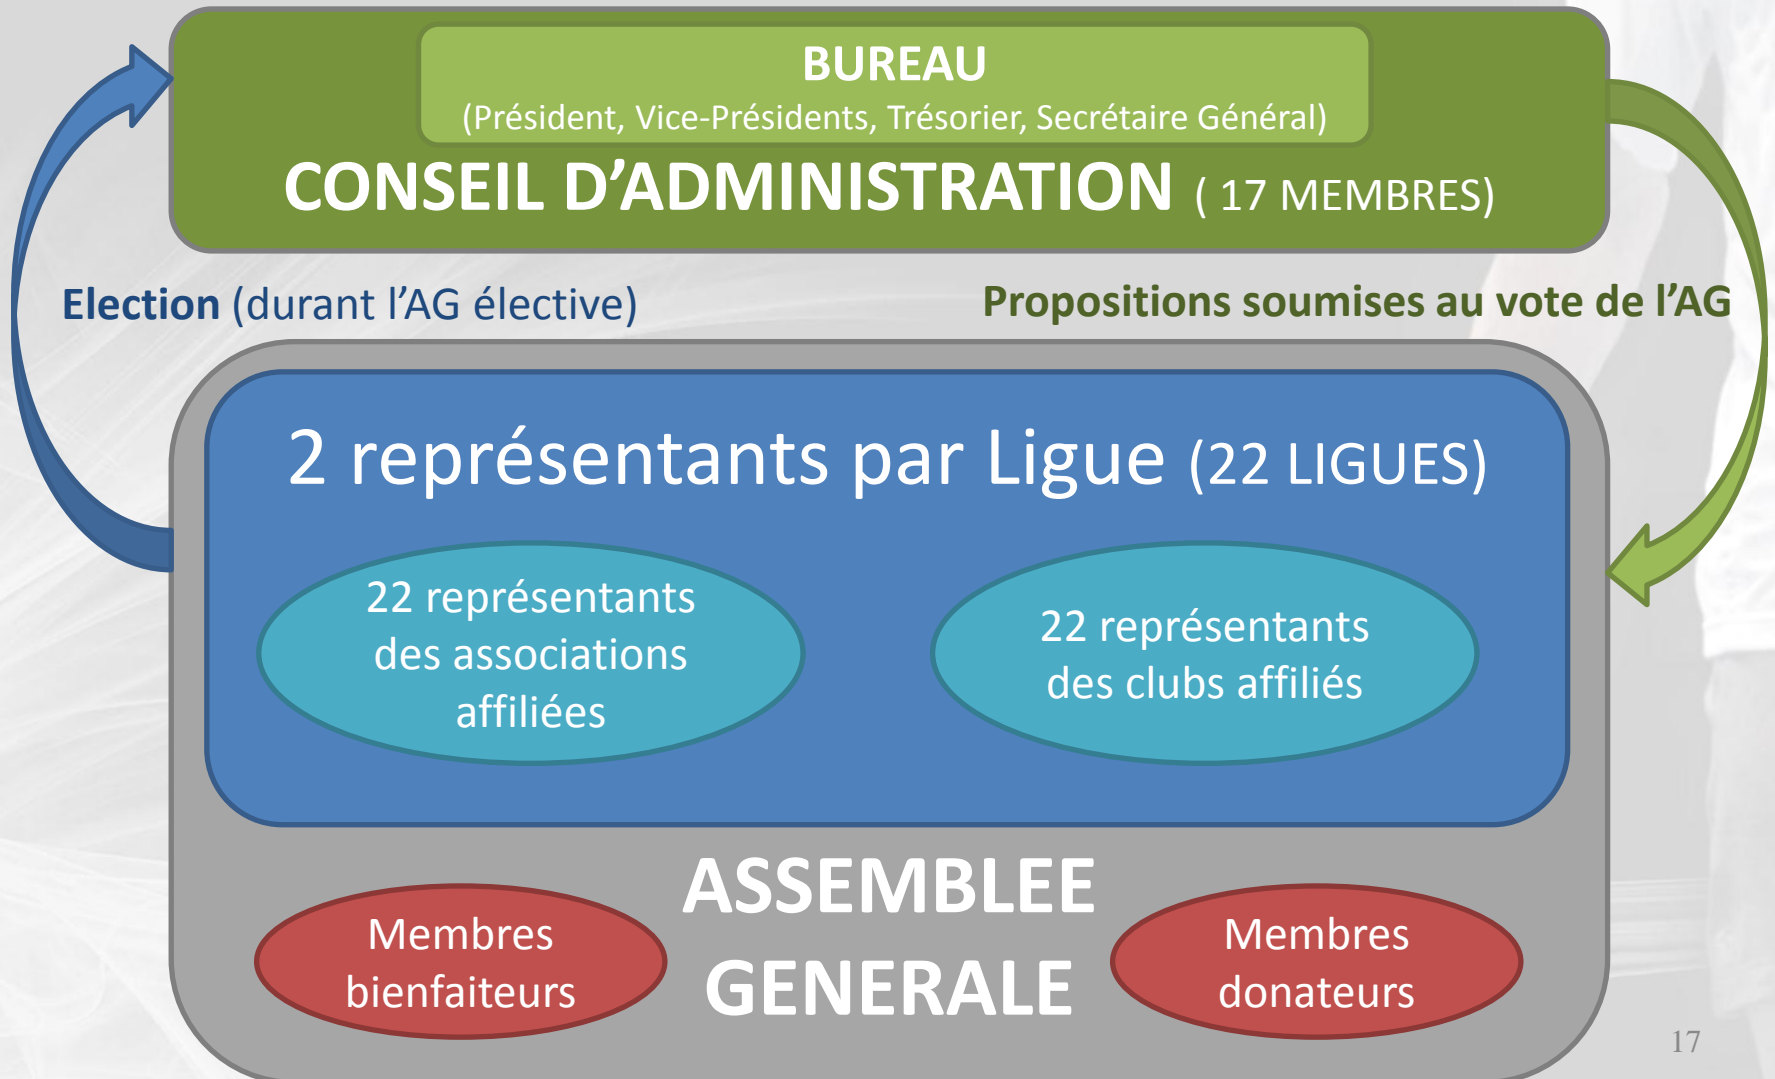 BUREAU
(Président, Vice-Présidents, Trésorier, Secrétaire Général)
CONSEIL D’ADMINISTRATION ( 17 MEMBRES)
Election (durant l’AG élective)
Propositions soumises au vote de l’AG
2 représentants par Ligue (22 LIGUES)
22 représentants
des associations
affiliées
22 représentants
des clubs affiliés
ASSEMBLEE
GENERALE
Membres
bienfaiteurs
Membres
donateurs
17